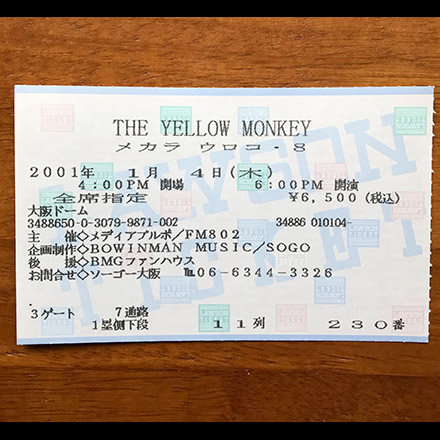 THE YELLOW MONKEY
メカラ ウロコ・8
2001年 1月 4日(木)
4:00PM 開場 6:00PM 開演
全席指定 ¥6,500(税込)
大阪ドーム
3488650-0-3079-9871-002 34886 010104-
主 催◇メディアプルポ/FM802
企画制作◇BOWINMAN MUSIC/SOGO
後 援◇BMGファンハウス
お問合せ◇ソーゴー大阪 ℡06-6344-3326
3ゲート 7通路
1塁側下段 11列 230番
LAWSON TICKET